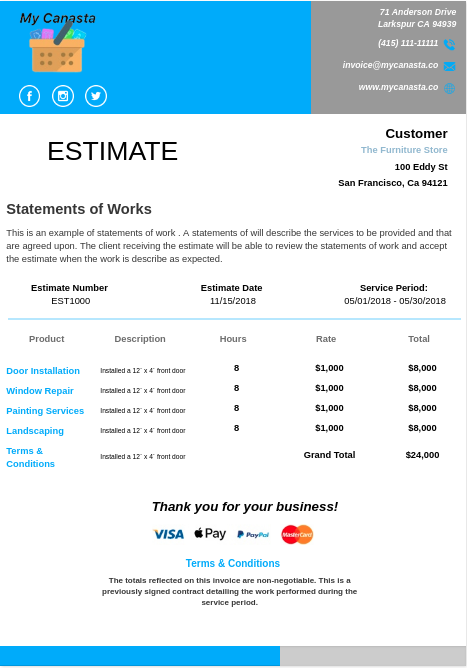 My Canasta
71 Anderson Drive
Larkspur CA 94939
(415) 111-11111
invoice@mycanasta.co
www.mycanasta.co
ESTIMATE
Customer
The Furniture Store
100 Eddy St
San Francisco, Ca 94121
Statements of Works
This is an example of statements of work . A statements of will describe the services to be provided and that
are agreed upon. The client receiving the estimate will be able to review the statements of work and accept
the estimate when the work is describe as expected.
Estimate Number Estimate Date Service Period:
EST1000 11/15/2018 05/01/2018 - 05/30/2018
Product Description Hours Rate Total
Door Installation Installed a 12´ x 4´ front door 8 $1,000 $8,000
Window Repair Installed a 12´ x 4´ front door 8 $1,000 $8,000
Painting Services Installed a 12´ x 4´ front door 8 $1,000 $8,000
Landscaping Installed a 12´ x 4´ front door 8 $1,000 $8,000
Terms &
Conditions Installed a 12´ x 4´ front door Grand Total $24,000
Thank you for your business!
VISA Pay PayPal MasterCard
Terms & Conditions
The totals reflected on this invoice are non-negotiable. This is a
previously signed contract detailing the work performed during the
service period.